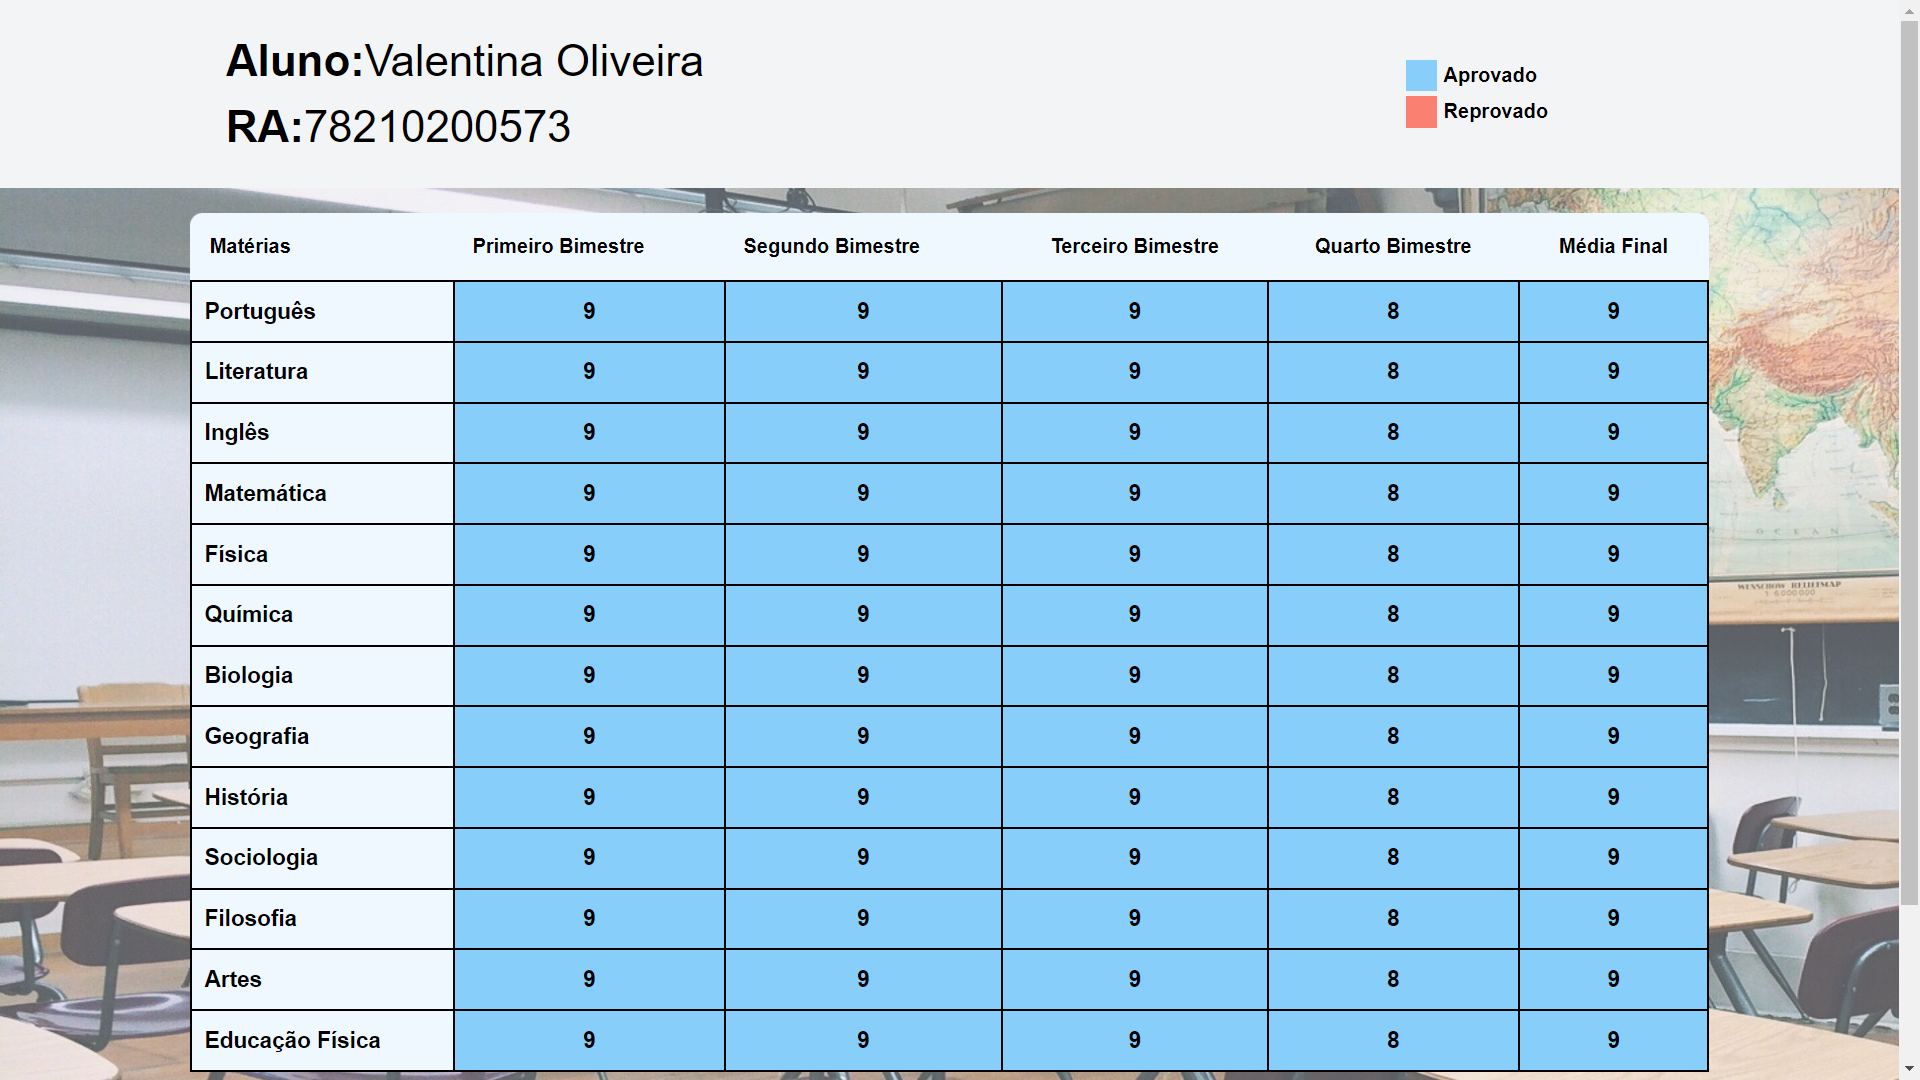 Aluno:Valentina Oliveira
RA:78210200573
Aprovado
Reprovado
Matérias Primeiro Bimestre Segundo Bimestre Terceiro Bimestre Quarto Bimestre Média Final
Português 9 9 9 8 9
Literatura 9 9 9 8 9
Inglês 9 9 9 8 9
Matemática 9 9 9 8 9
Física 9 9 9 8 9
Química 9 9 9 8 9
Biologia 9 9 9 8 9
Geografia 9 9 9 8 9
História 9 9 9 8 9
Sociologia 9 9 9 8 9
Filosofia 9 9 9 8 9
Artes 9 9 9 8 9
Educação Física 9 9 9 8 9
OCEAN
WENSCHOW RELIEFMAP